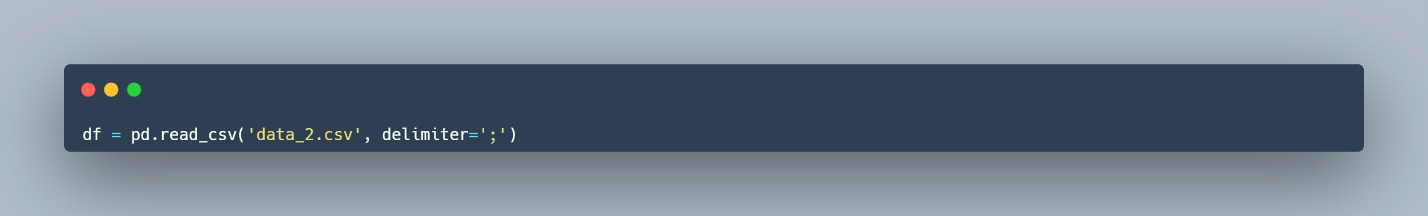 df = pd.read_csv('data_2.csv', delimiter=';')